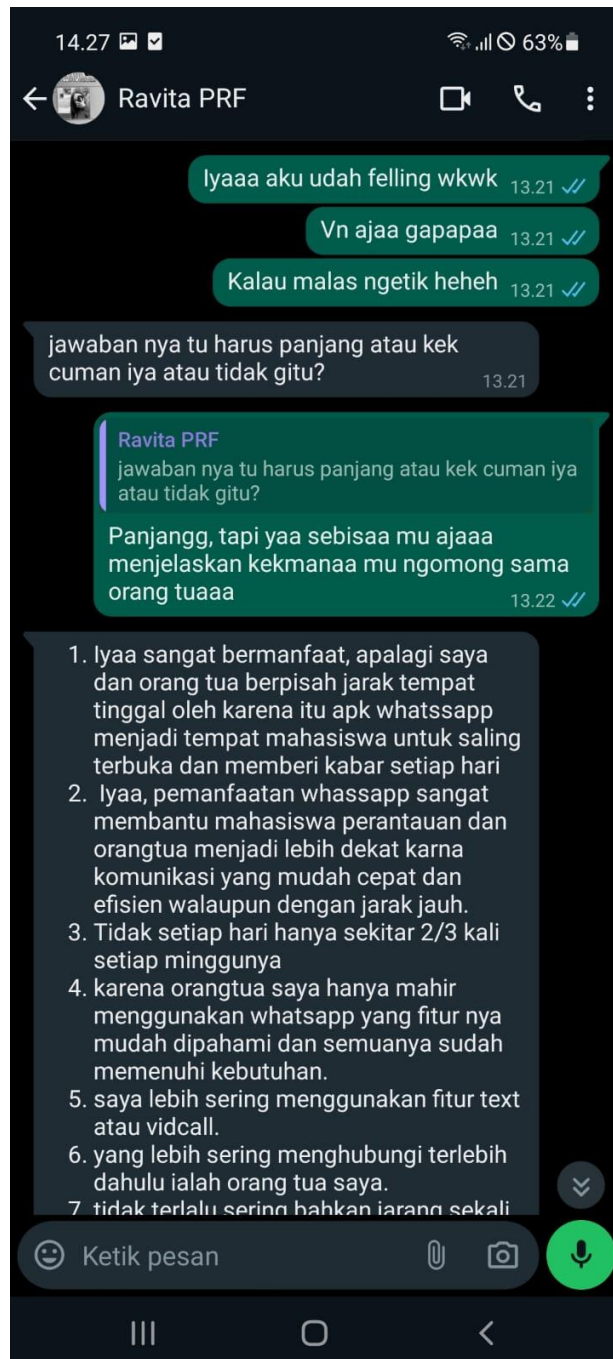 14.27 63%
Ravita PRF
Iyaaa aku udah felling wkwk 13.21
Vn ajaa gapapaa 13.21
Kalau malas ngetik heheh 13.21
jawaban nya tu harus panjang atau kek
cuman iya atau tidak gitu? 13.21
Ravita PRF
jawaban nya tu harus panjang atau kek cuman iya
atau tidak gitu?
Panjangg, tapi yaa sebisaa mu ajaaa
menjelaskan kekmanaa mu ngomong sama
orang tuaaa 13.22
1. Iyaa sangat bermanfaat, apalagi saya
dan orang tua berpisah jarak tempat
tinggal oleh karena itu apk whatssapp
menjadi tempat mahasiswa untuk saling
terbuka dan memberi kabar setiap hari
2. Iyaa, pemanfaatan whassapp sangat
membantu mahasiswa perantauan dan
orangtua menjadi lebih dekat karna
komunikasi yang mudah cepat dan
efisien walaupun dengan jarak jauh.
3. Tidak setiap hari hanya sekitar 2/3 kali
setiap minggunya
4. karena orangtua saya hanya mahir
menggunakan whatsapp yang fitur nya
mudah dipahami dan semuanya sudah
memenuhi kebutuhan.
5. saya lebih sering menggunakan fitur text
atau vidcall.
6. yang lebih sering menghubungi terlebih
dahulu ialah orang tua saya.
7. tidak terlalu sering bahkan jarang sekali
Ketik pesan